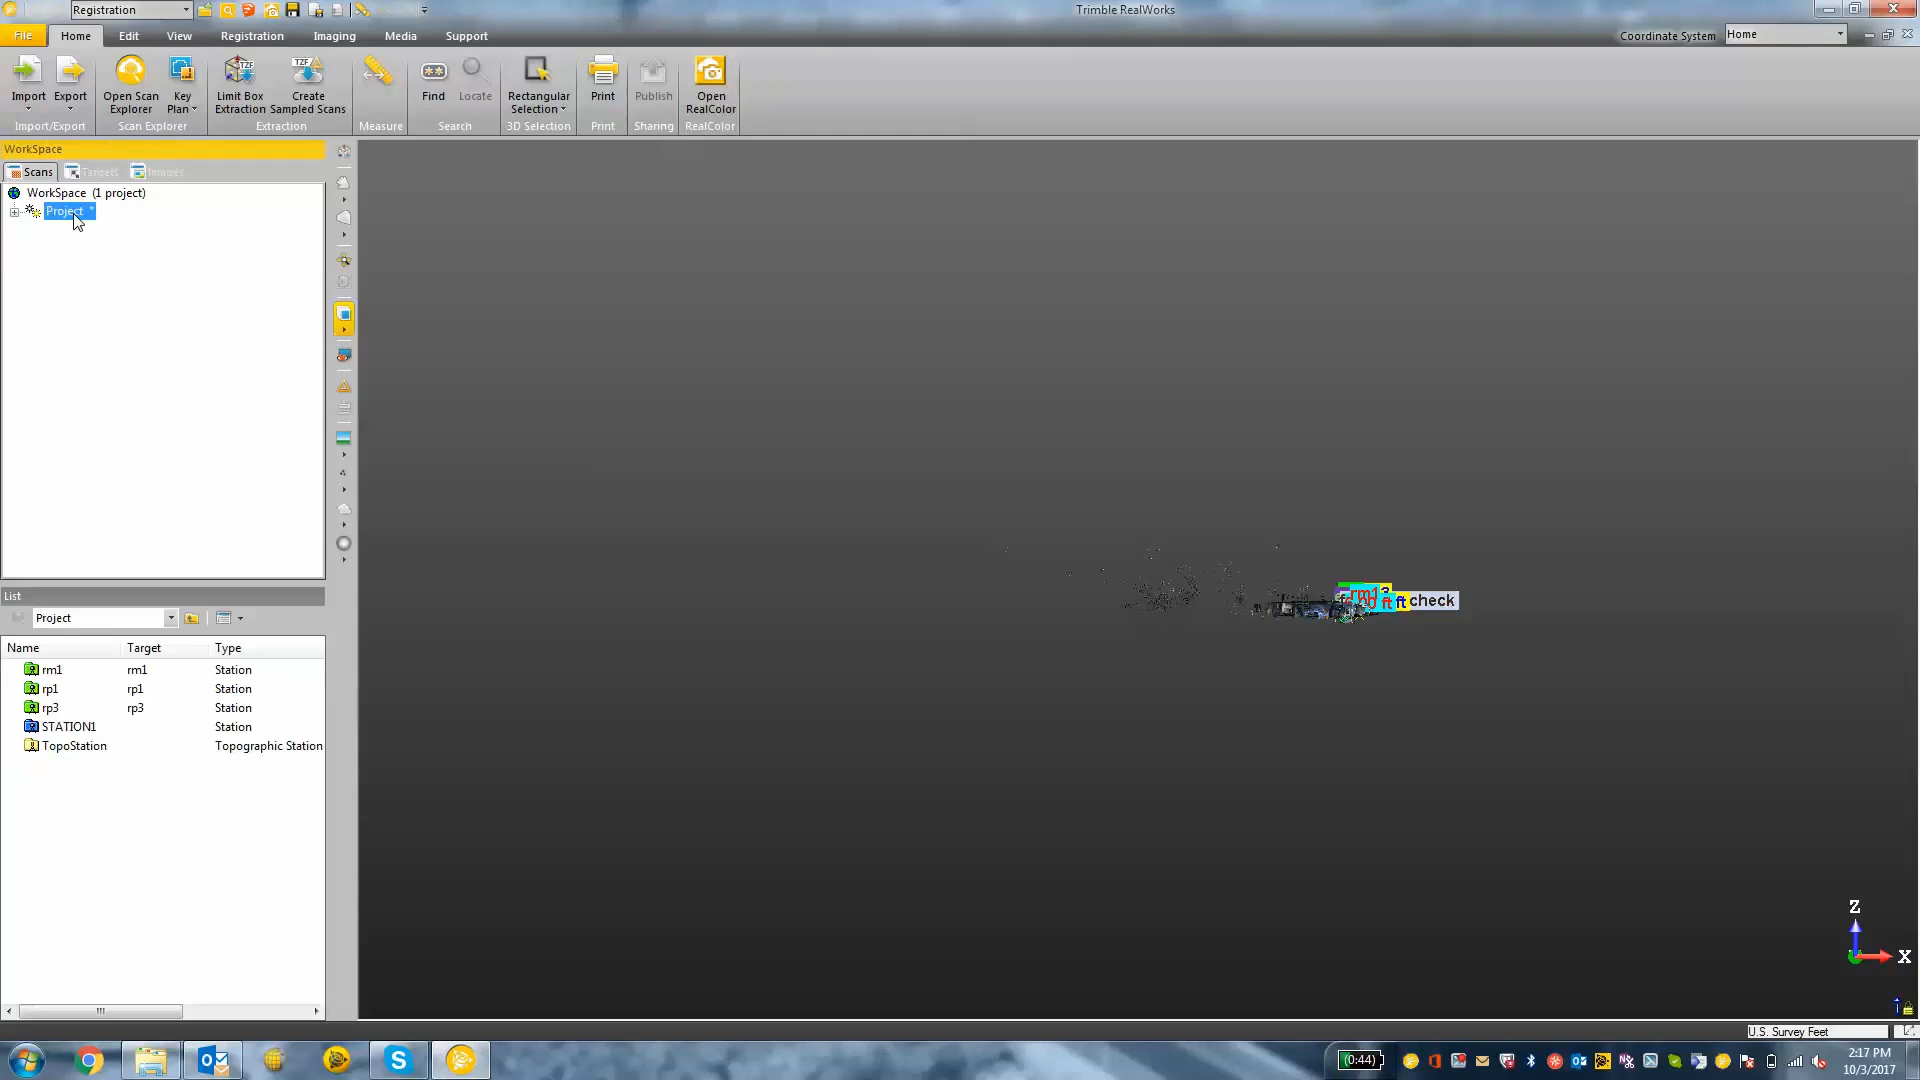 Registration
Trimble RealWorks
File Home Edit View Registration Imaging Media Support
Coordinate System Home
Import Export Open Scan Explorer Key Plan Limit Box Extraction Create Sampled Scans Find Locate Rectangular Selection Print Publish Open RealColor
Import/Export Scan Explorer Extraction Measure Search 3D Selection Print Sharing RealColor
WorkSpace
Scans Targets Images
WorkSpace (1 project)
Project *
rm1
ft ft check
List
Project
Name Target Type
rm1 rm1 Station
rp1 rp1 Station
rp3 rp3 Station
STATION1 Station
TopoStation Topographic Station
Z
X
U.S. Survey Feet
(0:44)
2:17 PM
10/3/2017